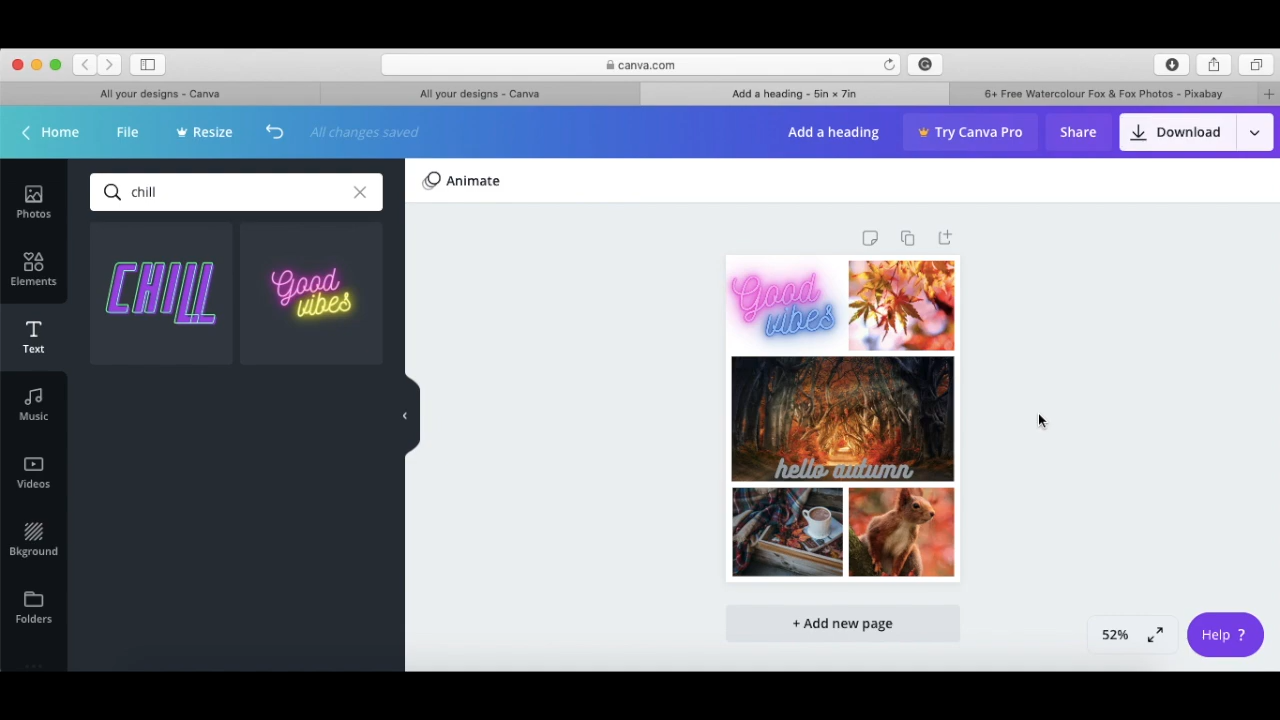 canva.com
All your designs - Canva
All your designs - Canva
Add a heading - 5in × 7in
6+ Free Watercolour Fox & Fox Photos - Pixabay
Home
File
Resize
All changes saved
Add a heading
Try Canva Pro
Share
Download
Photos
Elements
Text
Music
Videos
Bkground
Folders
chill
CHILL
Good
vibes
Animate
Good
vibes
hello autumn
+ Add new page
52%
Help ?